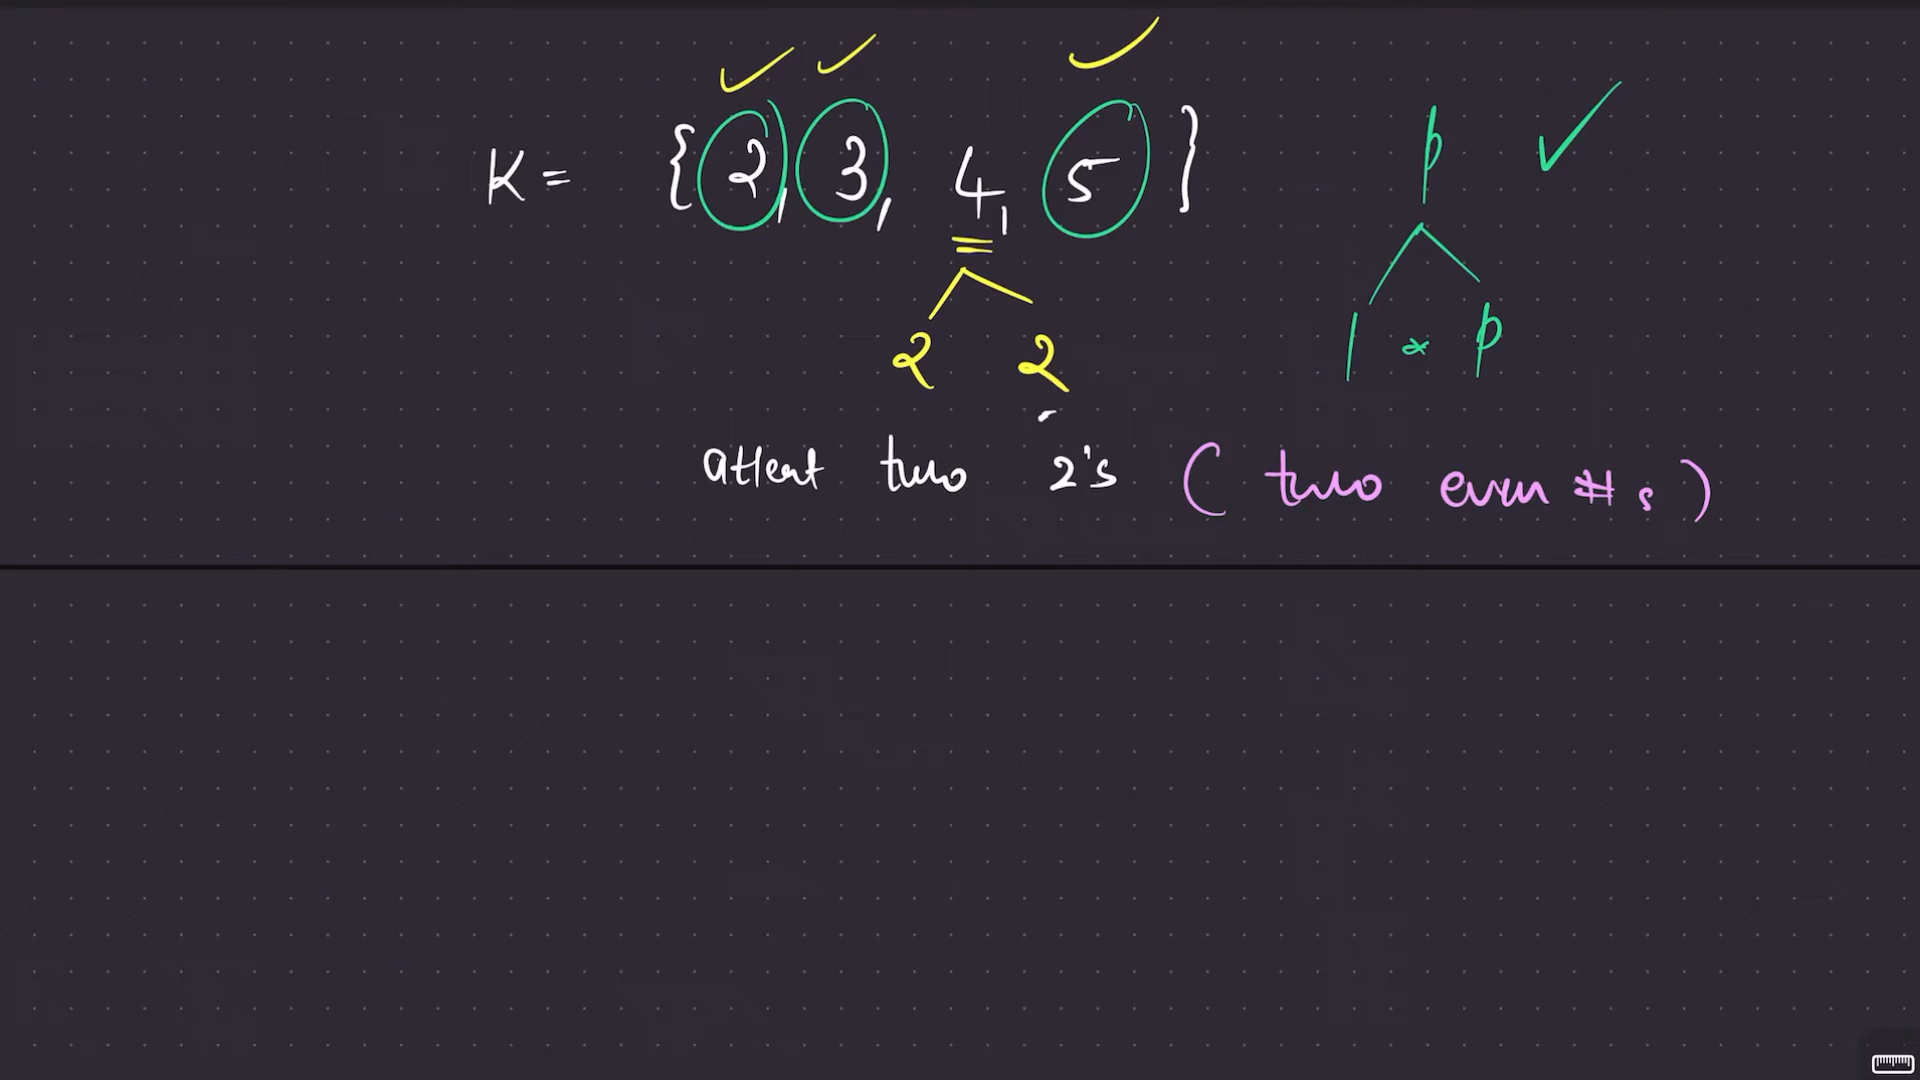 K = {2, 3, 4, 5}
p
2 2
1 * p
atleast two 2's (two even #s)